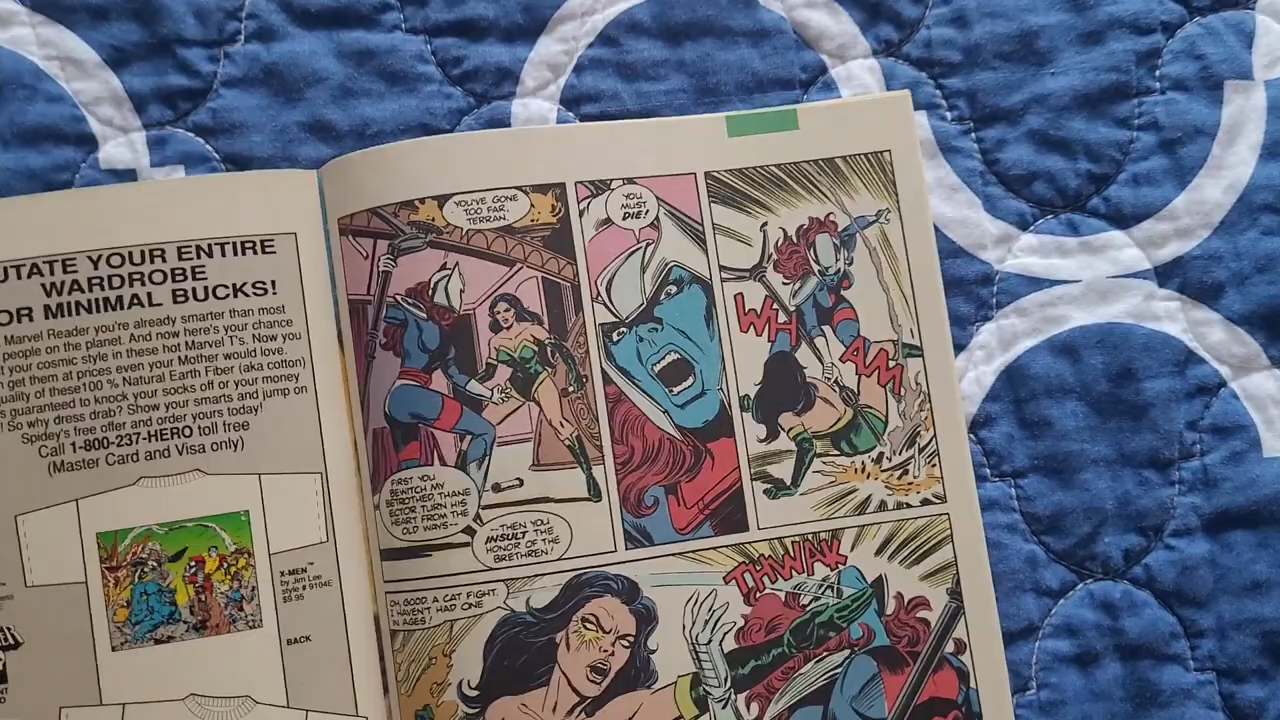 UTATE YOUR ENTIRE
WARDROBE
OR MINIMAL BUCKS!
Marvel Reader you're already smarter than most
people on the planet. And now here's your chance
t your cosmic style in these hot Marvel T's. Now you
get them at prices even your Mother would love.
uality of these100 % Natural Earth Fiber (aka cotton)
s guaranteed to knock your socks off or your money
! So why dress drab? Show your smarts and jump on
Spidey's free offer and order yours today!
Call 1-800-237-HERO toll free
(Master Card and Visa only)
X-MEN™
by Jim Lee
style # 9104E
$9.95
BACK
YOU'VE GONE
TOO FAR,
TERRAN.
FIRST YOU
BEWITCH MY
BETROTHED, THANE
ECTOR, TURN HIS
HEART FROM THE
OLD WAYS--
--THEN YOU
INSULT THE
HONOR OF THE
BRETHREN!
YOU
MUST
DIE!
WH
AM
OH, GOOD. A CAT FIGHT.
I HAVEN'T HAD ONE
IN AGES!
THWAK